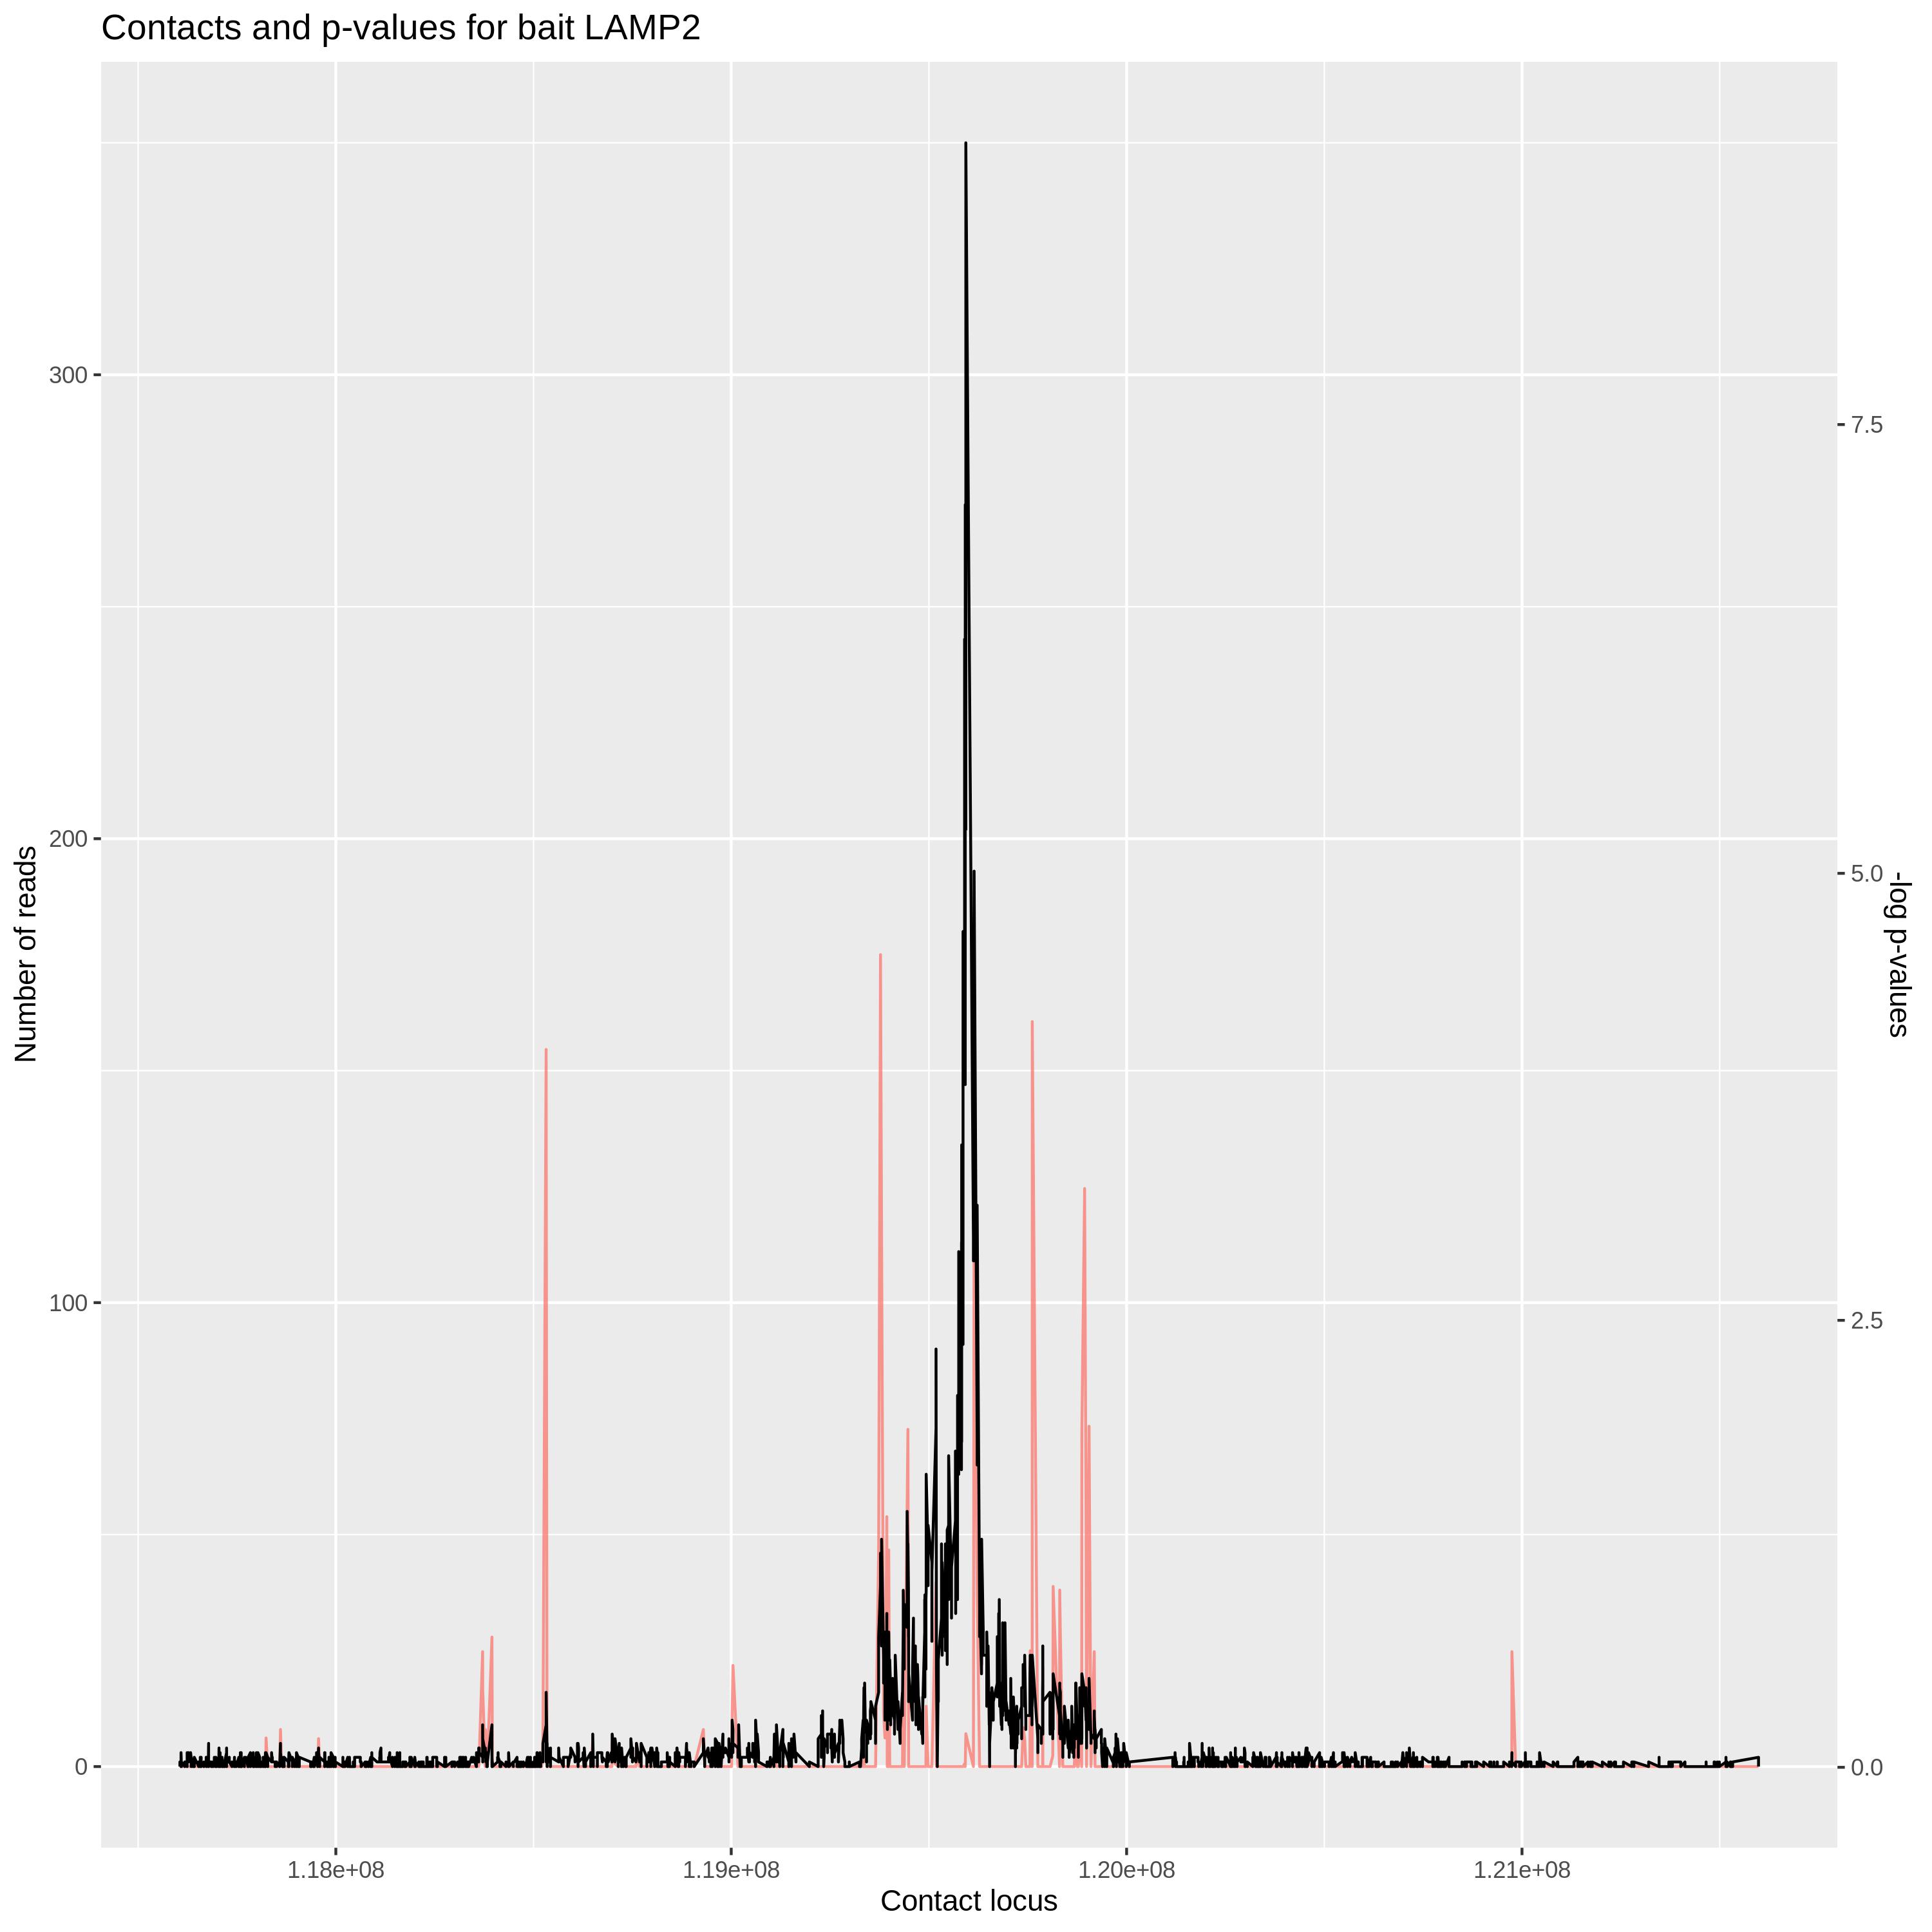 Contacts and p-values for bait LAMP2
Number of reads
300
200
100
0
7.5
5.0
2.5
0.0
-log p-values
1.18e+08
1.19e+08
1.20e+08
1.21e+08
Contact locus